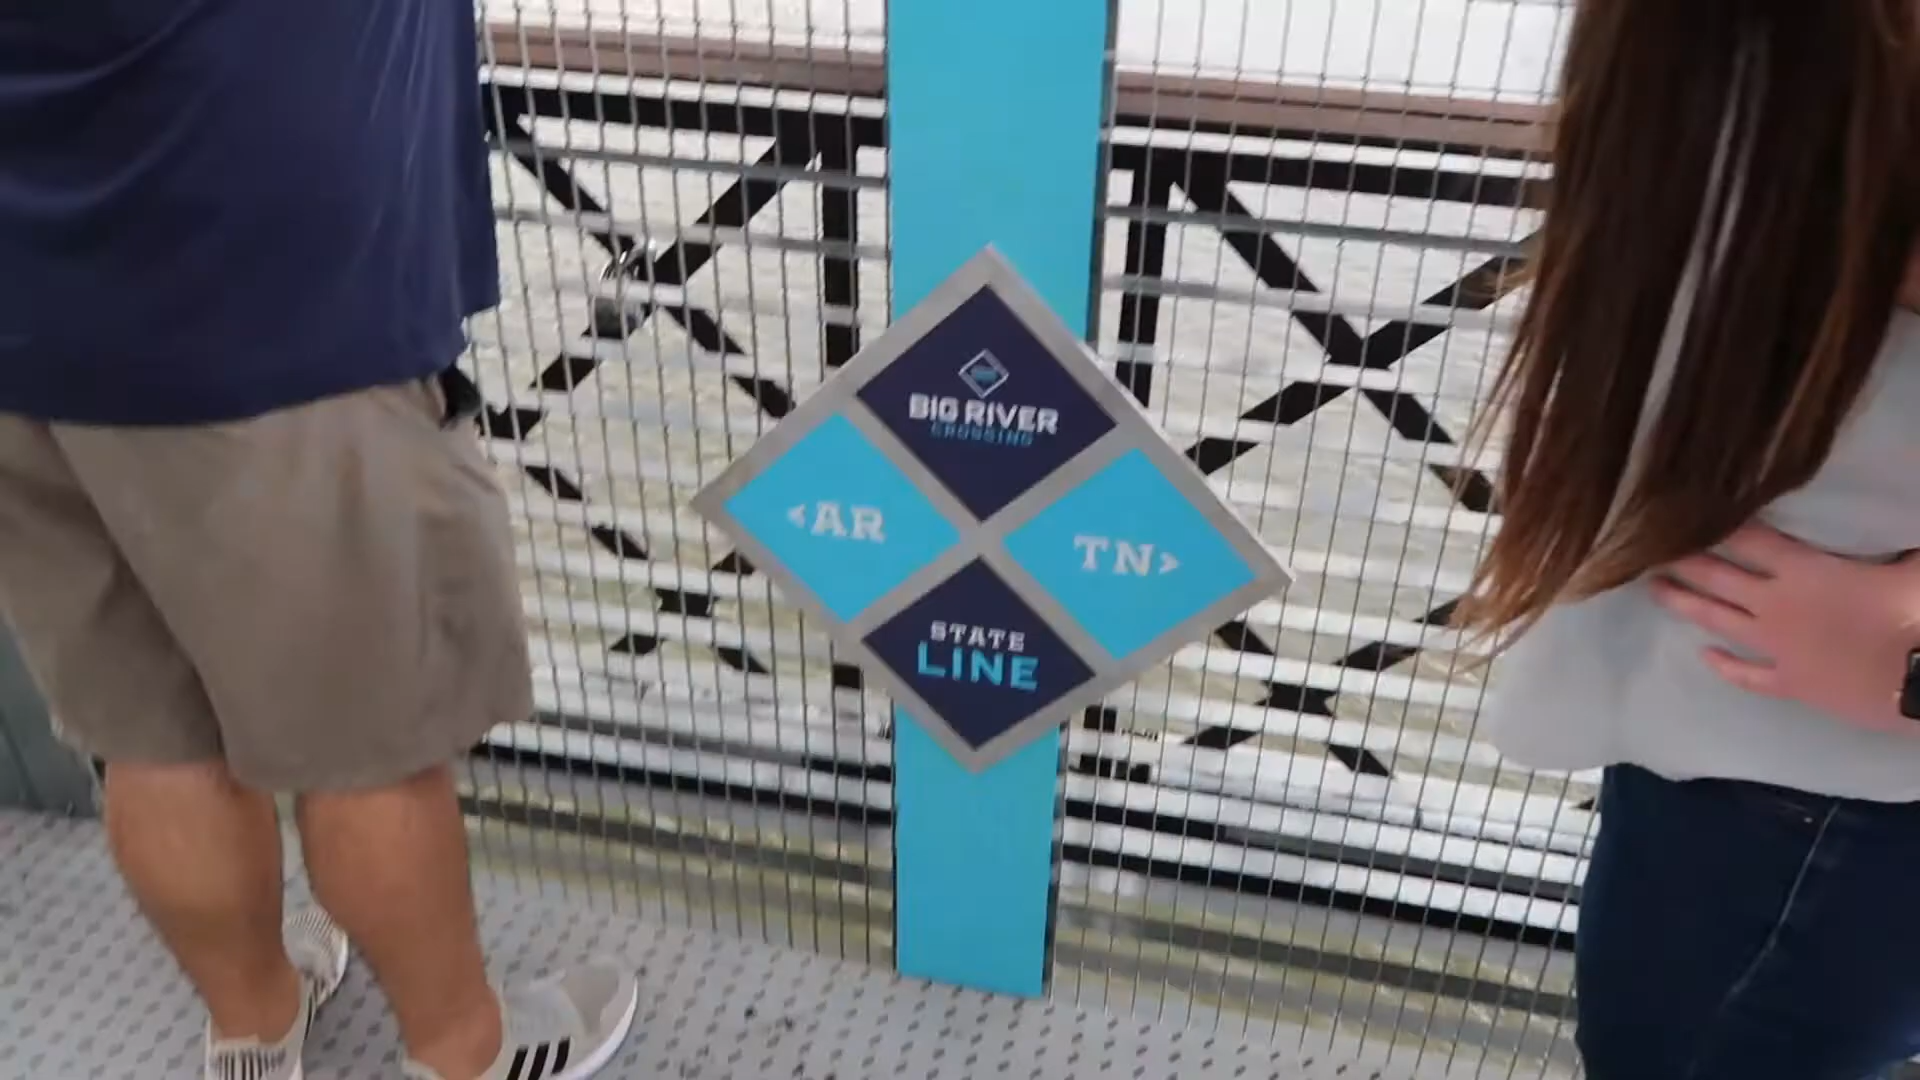 BIG RIVER
CROSSING
<AR
TN>
STATE
LINE